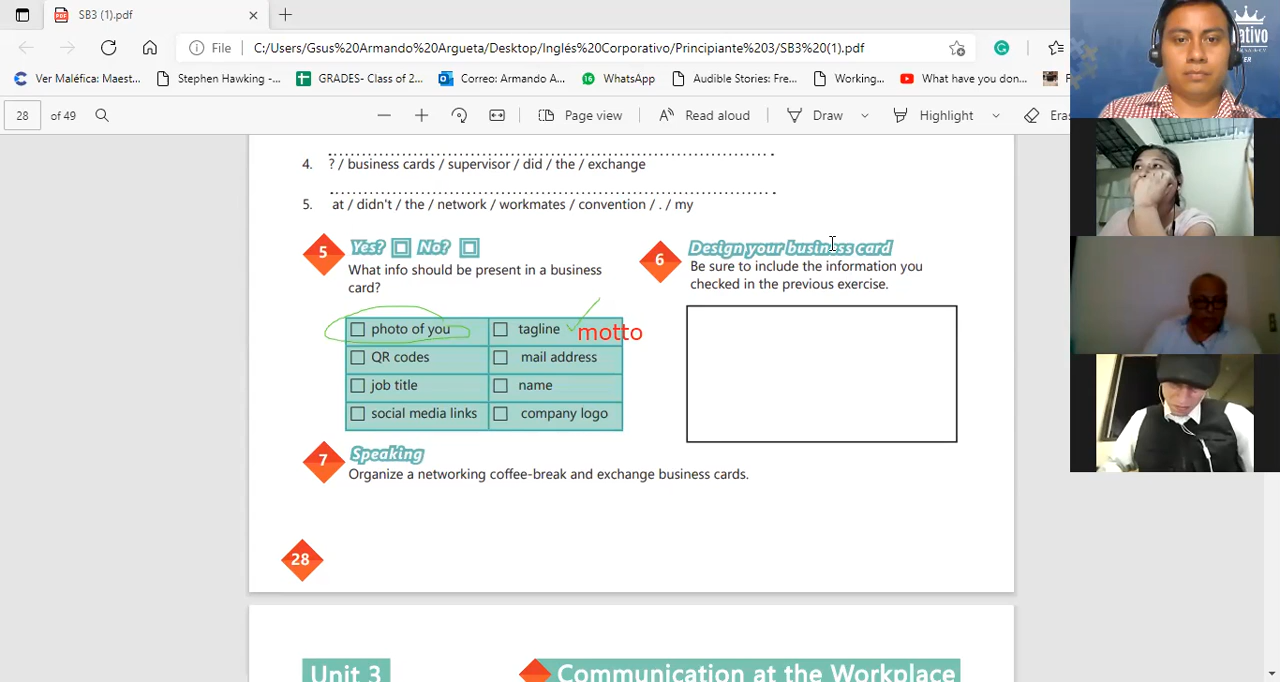 SB3 (1).pdf
File
C:/Users/Gsus%20Armando%20Argueta/Desktop/Inglés%20Corporativo/Principiante%203/SB3%20(1).pdf
Ver Maléfica: Maest...
Stephen Hawking -...
GRADES- Class of 2...
Correo: Armando A...
16
WhatsApp
Audible Stories: Fre...
Working...
What have you don...
28
of 49
Page view
Read aloud
Draw
Highlight
Eras
4. ? / business cards / supervisor / did / the / exchange
5. at / didn't / the / network / workmates / convention / . / my
5
Yes?
No?
What info should be present in a business
card?
photo of you
tagline
motto
QR codes
mail address
job title
name
social media links
company logo
6
Design your business card
Be sure to include the information you
checked in the previous exercise.
7
Speaking
Organize a networking coffee-break and exchange business cards.
28
Unit 3
Communication at the Workplace
ativo
ER